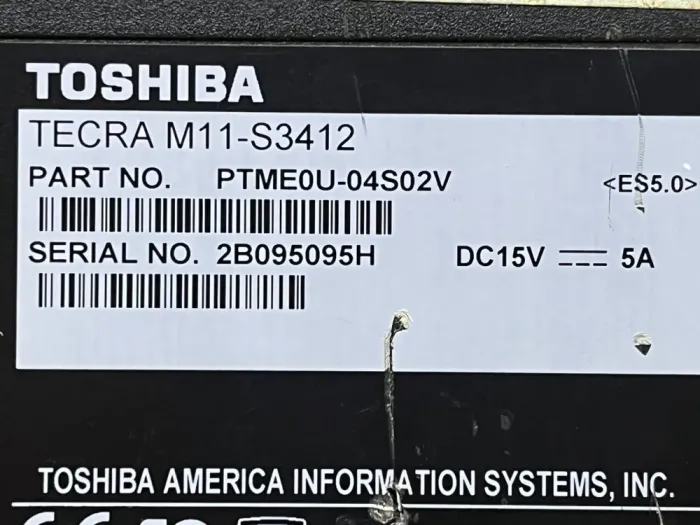 TOSHIBA
TECRA M11-S3412
PART NO. PTME0U-04S02V <ES5.0>
SERIAL NO. 2B095095H DC15V ⎓ 5A
TOSHIBA AMERICA INFORMATION SYSTEMS, INC.